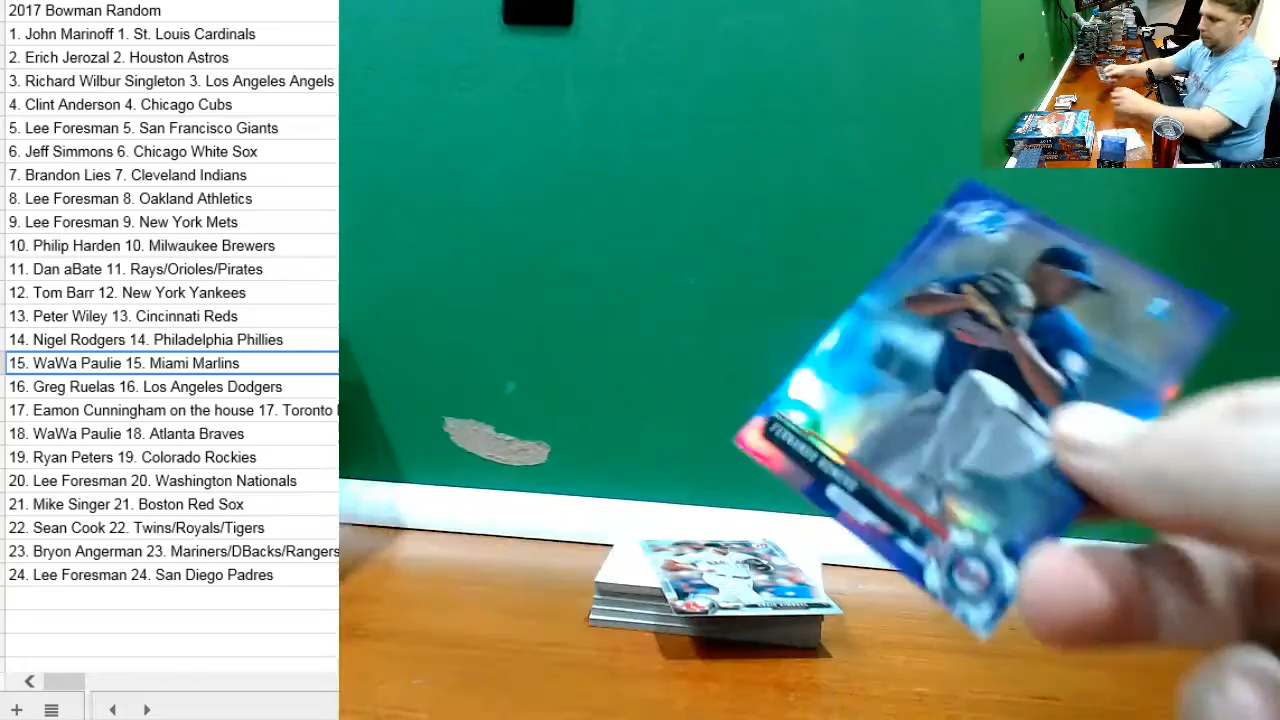 2017 Bowman Random
1. John Marinoff 1. St. Louis Cardinals
2. Erich Jerozal 2. Houston Astros
3. Richard Wilbur Singleton 3. Los Angeles Angels
4. Clint Anderson 4. Chicago Cubs
5. Lee Foresman 5. San Francisco Giants
6. Jeff Simmons 6. Chicago White Sox
7. Brandon Lies 7. Cleveland Indians
8. Lee Foresman 8. Oakland Athletics
9. Lee Foresman 9. New York Mets
10. Philip Harden 10. Milwaukee Brewers
11. Dan aBate 11. Rays/Orioles/Pirates
12. Tom Barr 12. New York Yankees
13. Peter Wiley 13. Cincinnati Reds
14. Nigel Rodgers 14. Philadelphia Phillies
15. WaWa Paulie 15. Miami Marlins
16. Greg Ruelas 16. Los Angeles Dodgers
17. Eamon Cunningham on the house 17. Toronto
18. WaWa Paulie 18. Atlanta Braves
19. Ryan Peters 19. Colorado Rockies
20. Lee Foresman 20. Washington Nationals
21. Mike Singer 21. Boston Red Sox
22. Sean Cook 22. Twins/Royals/Tigers
23. Bryon Angerman 23. Mariners/DBacks/Rangers
24. Lee Foresman 24. San Diego Padres